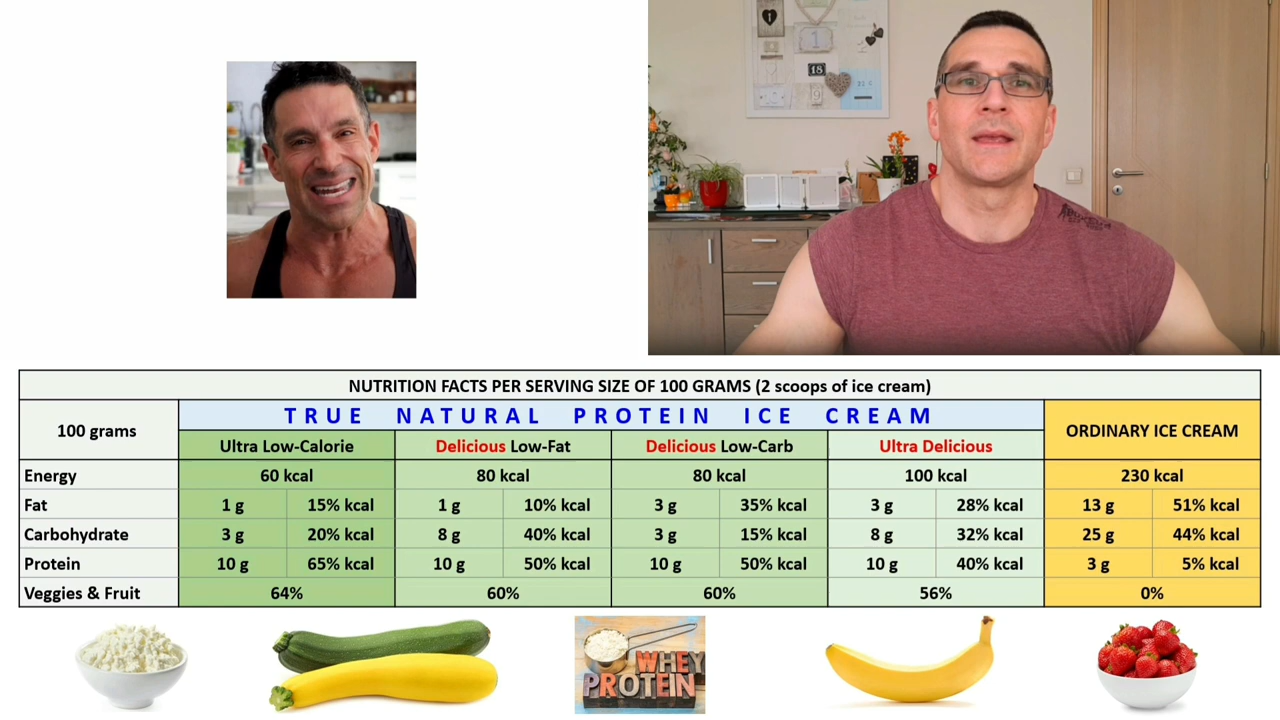 18
NUTRITION FACTS PER SERVING SIZE OF 100 GRAMS (2 scoops of ice cream)
100 grams
TRUE NATURAL PROTEIN ICE CREAM
ORDINARY ICE CREAM
Ultra Low-Calorie Delicious Low-Fat Delicious Low-Carb Ultra Delicious
Energy 60 kcal 80 kcal 80 kcal 100 kcal 230 kcal
Fat 1 g 15% kcal 1 g 10% kcal 3 g 35% kcal 3 g 28% kcal 13 g 51% kcal
Carbohydrate 3 g 20% kcal 8 g 40% kcal 3 g 15% kcal 8 g 32% kcal 25 g 44% kcal
Protein 10 g 65% kcal 10 g 50% kcal 10 g 50% kcal 10 g 40% kcal 3 g 5% kcal
Veggies & Fruit 64% 60% 60% 56% 0%
WHEY
PROTEIN